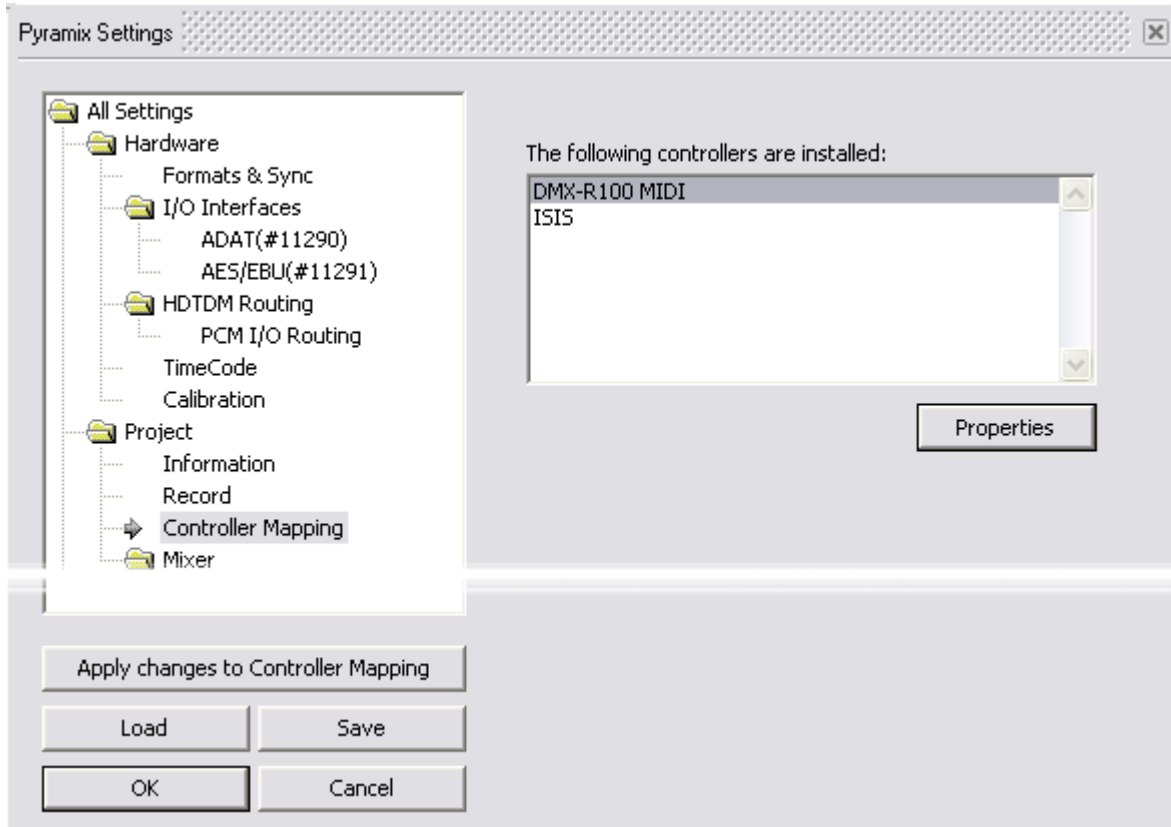 Pyramix Settings
All Settings
Hardware
Formats & Sync
I/O Interfaces
ADAT(#11290)
AES/EBU(#11291)
HDTDM Routing
PCM I/O Routing
TimeCode
Calibration
Project
Information
Record
Controller Mapping
Mixer
The following controllers are installed:
DMX-R100 MIDI
ISIS
Properties
Apply changes to Controller Mapping
Load
Save
OK
Cancel